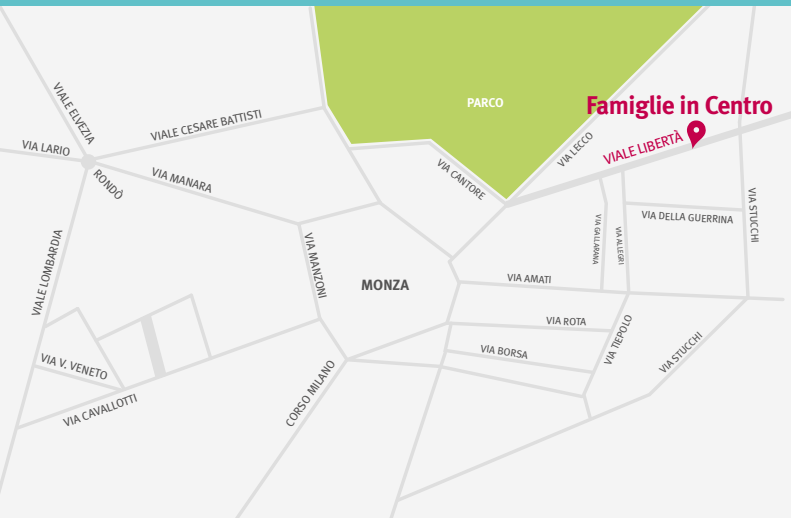 PARCO
Famiglie in Centro
VIALE ELVEZIA
VIALE CESARE BATTISTI
VIA LARIO
RONDÒ
VIA MANARA
VIA CANTORE
VIA LECCO
VIALE LIBERTÀ
VIA STUCCHI
VIA DELLA GUERRINA
VIA GALLARANA
VIA ALLEGRI
VIALE LOMBARDIA
VIA MANZONI
MONZA
VIA AMATI
VIA ROTA
VIA BORSA
VIA TIEPOLO
VIA STUCCHI
VIA V. VENETO
VIA CAVALLOTTI
CORSO MILANO